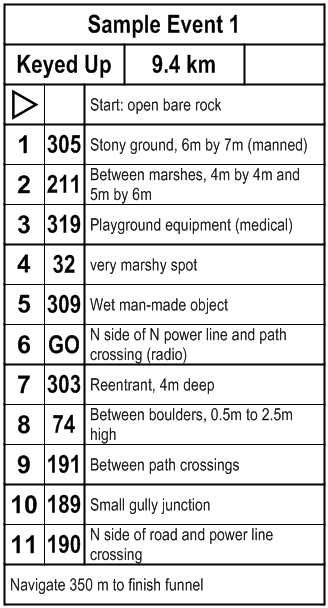 Sample Event 1
Keyed Up 9.4 km
Start: open bare rock
1 305 Stony ground, 6m by 7m (manned)
2 211 Between marshes, 4m by 4m and
5m by 6m
3 319 Playground equipment (medical)
4 32 very marshy spot
5 309 Wet man-made object
6 GO N side of N power line and path
crossing (radio)
7 303 Reentrant, 4m deep
8 74 Between boulders, 0.5m to 2.5m
high
9 191 Between path crossings
10 189 Small gully junction
11 190 N side of road and power line
crossing
Navigate 350 m to finish funnel